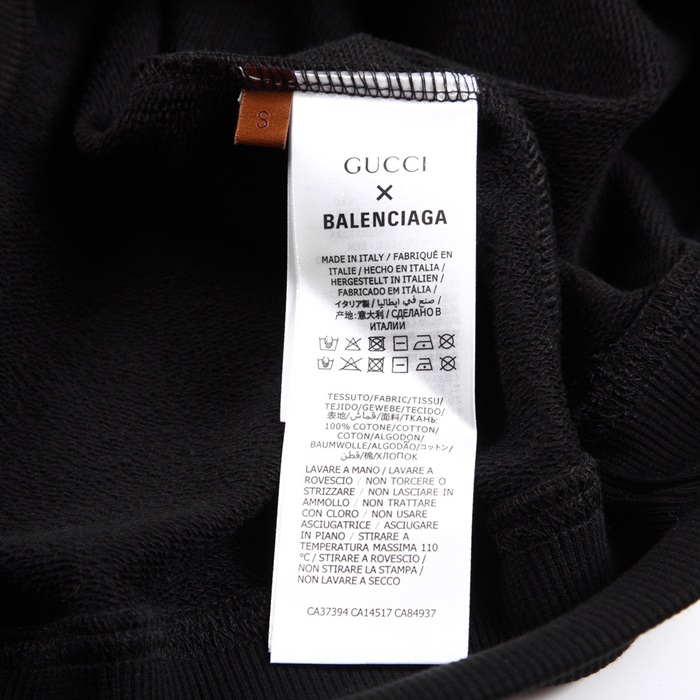 S
GUCCI
×
BALENCIAGA
MADE IN ITALY / FABRIQUÉ EN
ITALIE / HECHO EN ITALIA /
HERGESTELLT IN ITALIEN /
FABRICADO EM ITÁLIA /
イタリア製 / صنع في ايطاليا /
产地:意大利 / СДЕЛАНО В
ИТАЛИИ
TESSUTO/FABRIC/TISSU/
TEJIDO/GEWEBE/TECIDO/
表地/قماش/面料/ТКАНЬ:
100% COTONE/COTTON/
COTON/ALGODÓN/
BAUMWOLLE/ALGODÃO/コットン/
قطن/棉/ХЛОПОК
LAVARE A MANO / LAVARE A
ROVESCIO / NON TORCERE O
STRIZZARE / NON LASCIARE IN
AMMOLLO / NON TRATTARE
CON CLORO / NON USARE
ASCIUGATRICE / ASCIUGARE
IN PIANO / STIRARE A
TEMPERATURA MASSIMA 110
°C / STIRARE A ROVESCIO /
NON STIRARE LA STAMPA /
NON LAVARE A SECCO
CA37394 CA14517 CA84937